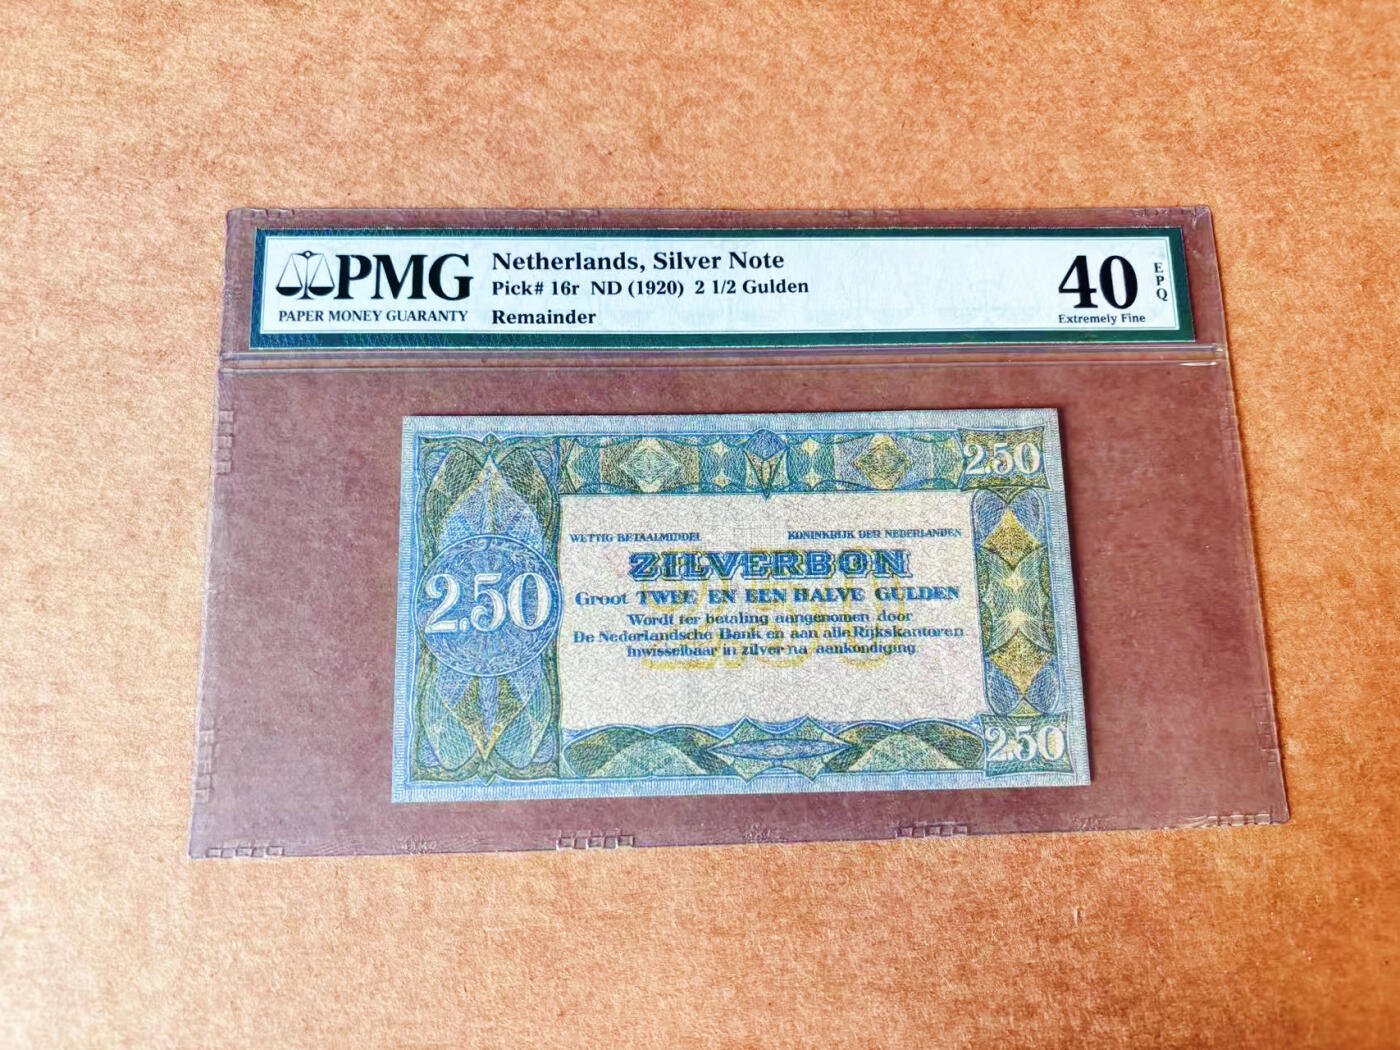 PMG
PAPER MONEY GUARANTY
Netherlands, Silver Note
Pick# 16r ND (1920) 2 1/2 Gulden
Remainder
40
EPQ
Extremely Fine
2.50
2.50
WETTIG BETAALMIDDEL KONINKRIJK DER NEDERLANDEN
ZILVERBON
Groot TWEE EN EEN HALVE GULDEN
Wordt ter betaling aangenomen door
De Nederlandsche Bank en aan alle Rijkskantoren
Inwisselbaar in zilver na aankondiging
250
2.50